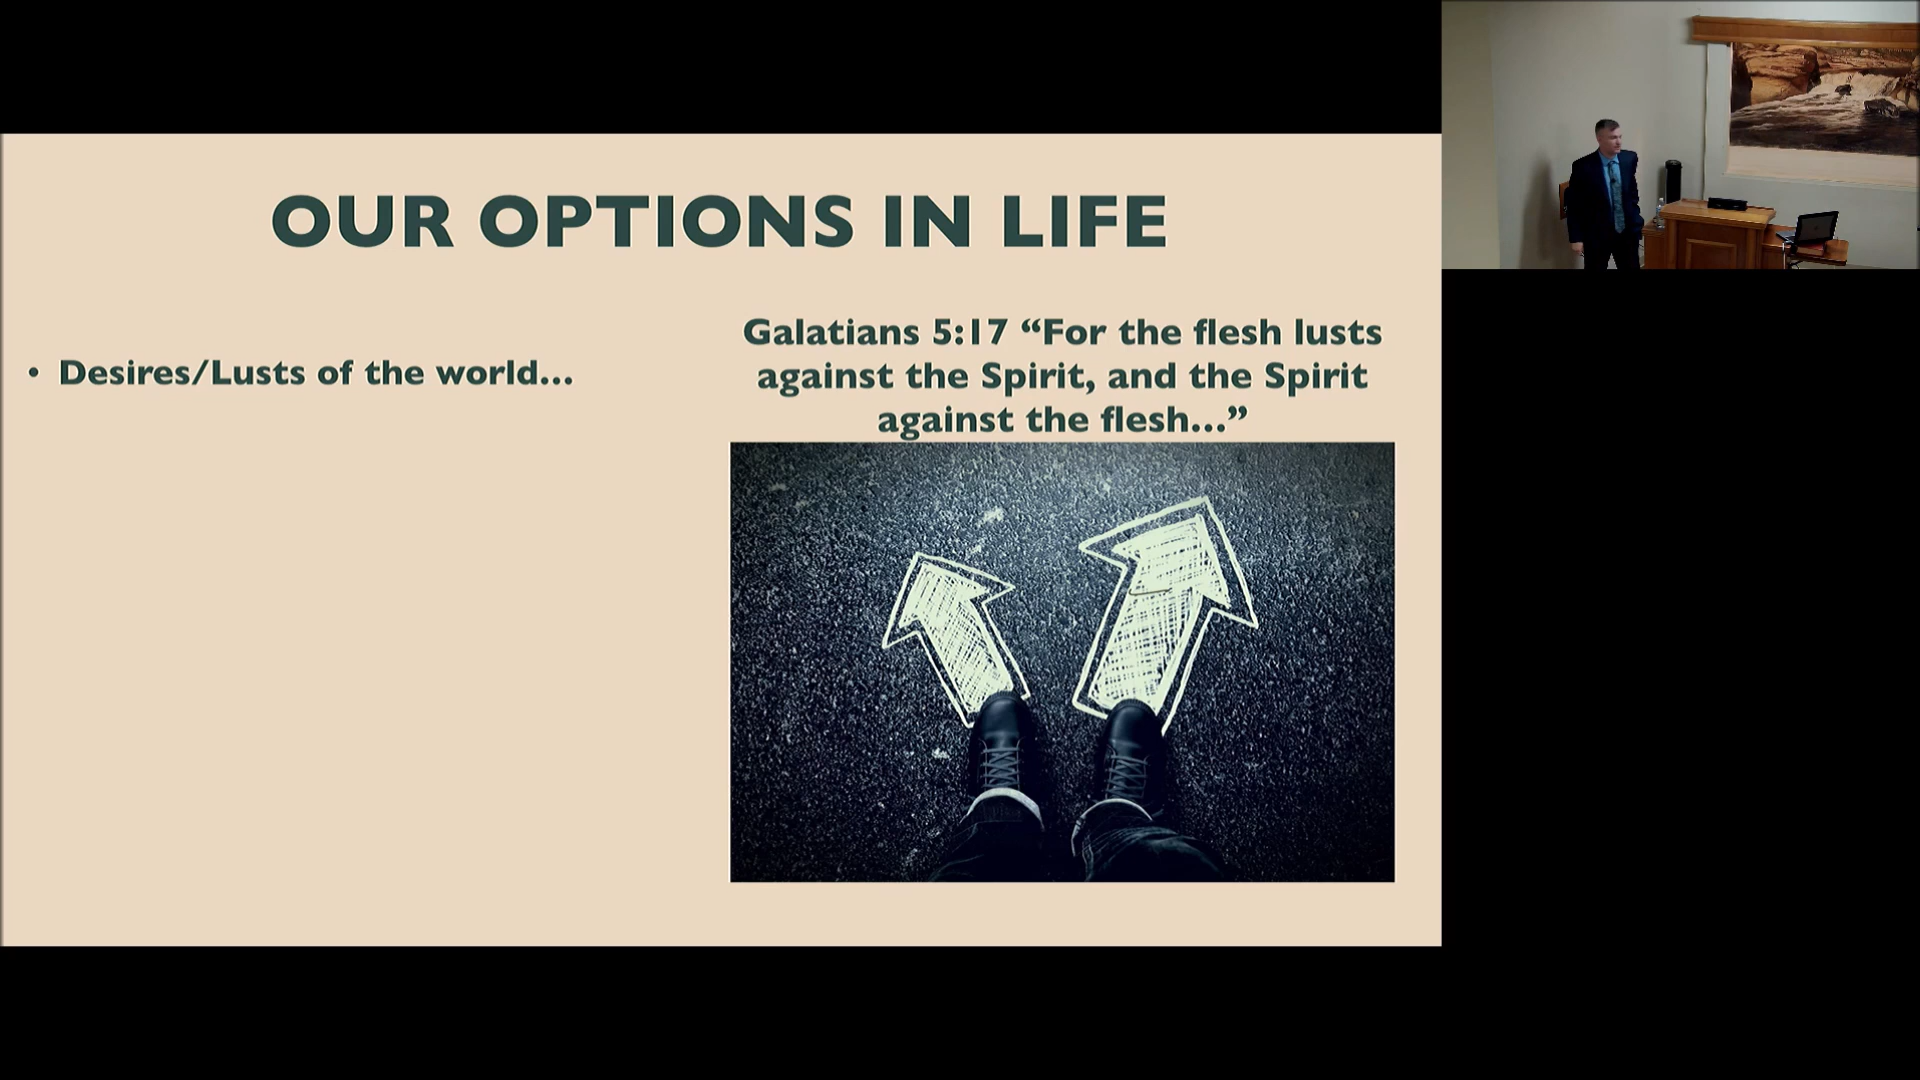 OUR OPTIONS IN LIFE
• Desires/Lusts of the world...
Galatians 5:17 “For the flesh lusts
against the Spirit, and the Spirit
against the flesh...”